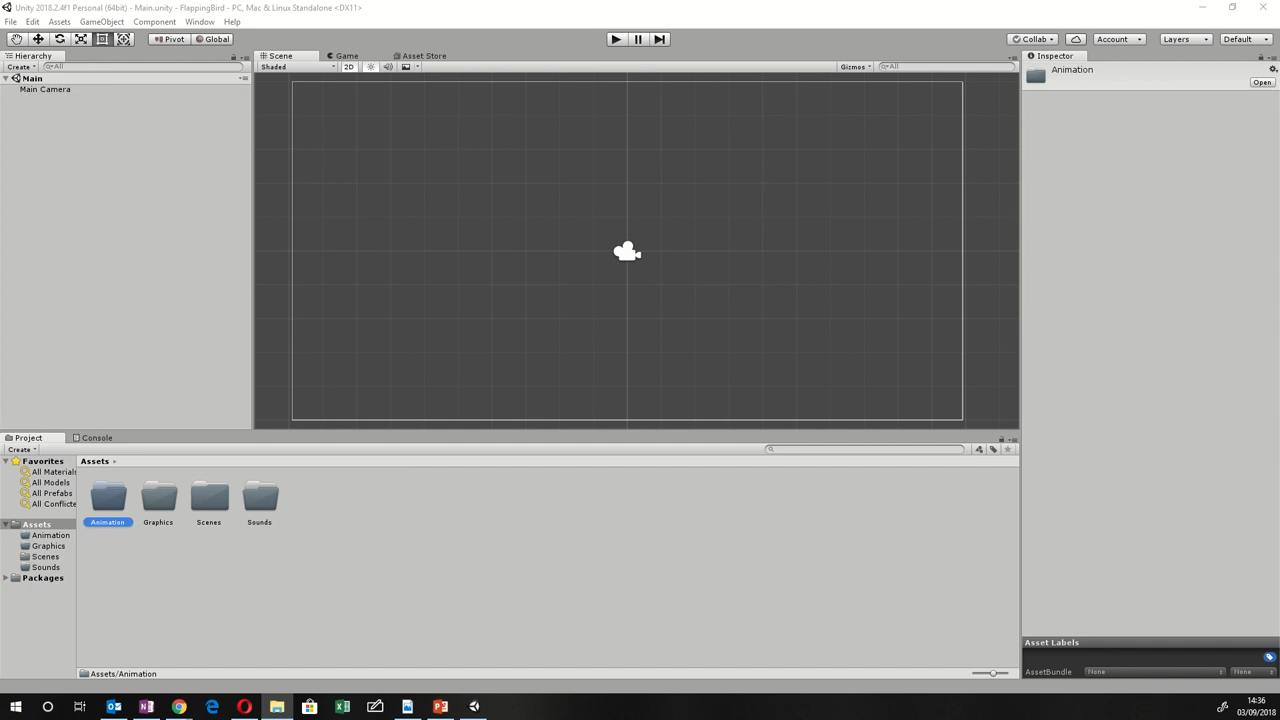 Unity 2018.2.4f1 Personal (64bit) - Main.unity - FlappingBird - PC, Mac & Linux Standalone <DX11>
File Edit Assets GameObject Component Window Help
Pivot Global Collab Account Layers Default
Hierarchy
Create All
Main
Main Camera
Scene Game Asset Store
Shaded 2D Gizmos All
Inspector
Animation
Open
Project Console
Create
Favorites
All Materials
All Models
All Prefabs
All Conflicte
Assets
Animation
Graphics
Scenes
Sounds
Packages
Assets
Animation Graphics Scenes Sounds
Assets/Animation
Asset Labels
AssetBundle None None
14:36
03/09/2018